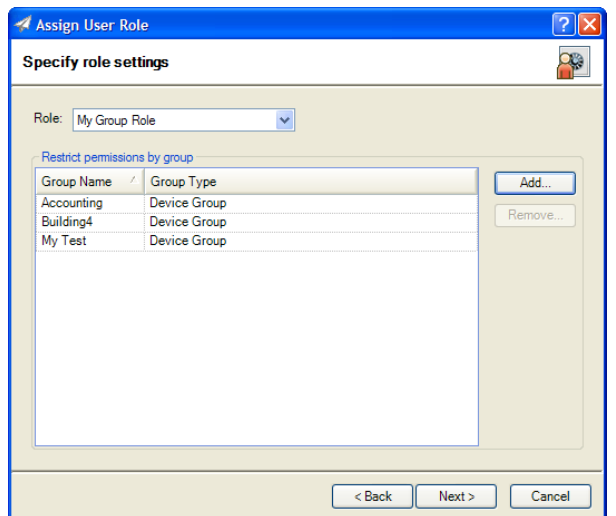 Assign User Role
Specify role settings
Role: My Group Role
Restrict permissions by group
Group Name Group Type
Add...
Accounting Device Group
Building4 Device Group
Remove...
My Test Device Group
< Back Next > Cancel